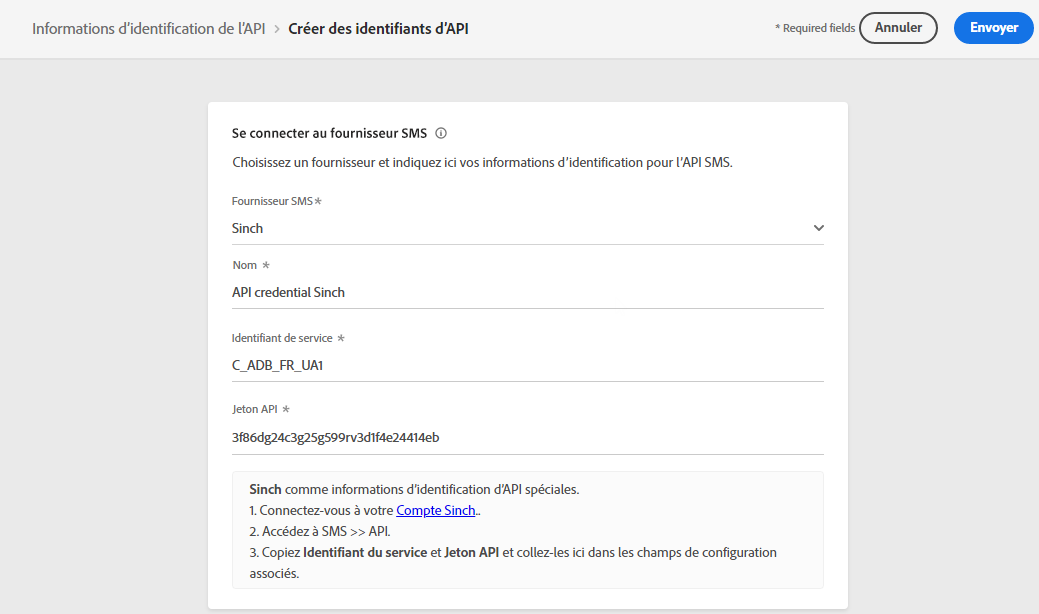 Informations d'identification de l'API > Créer des identifiants d'API
* Required fields
Annuler
Envoyer
Se connecter au fournisseur SMS
Choisissez un fournisseur et indiquez ici vos informations d'identification pour l'API SMS.
Fournisseur SMS*
Sinch
Nom *
API credential Sinch
Identifiant de service *
C_ADB_FR_UA1
Jeton API *
3f86dg24c3g25g599rv3d1f4e24414eb
Sinch comme informations d'identification d'API spéciales.
1. Connectez-vous à votre Compte Sinch..
2. Accédez à SMS >> API.
3. Copiez Identifiant du service et Jeton API et collez-les ici dans les champs de configuration
associés.